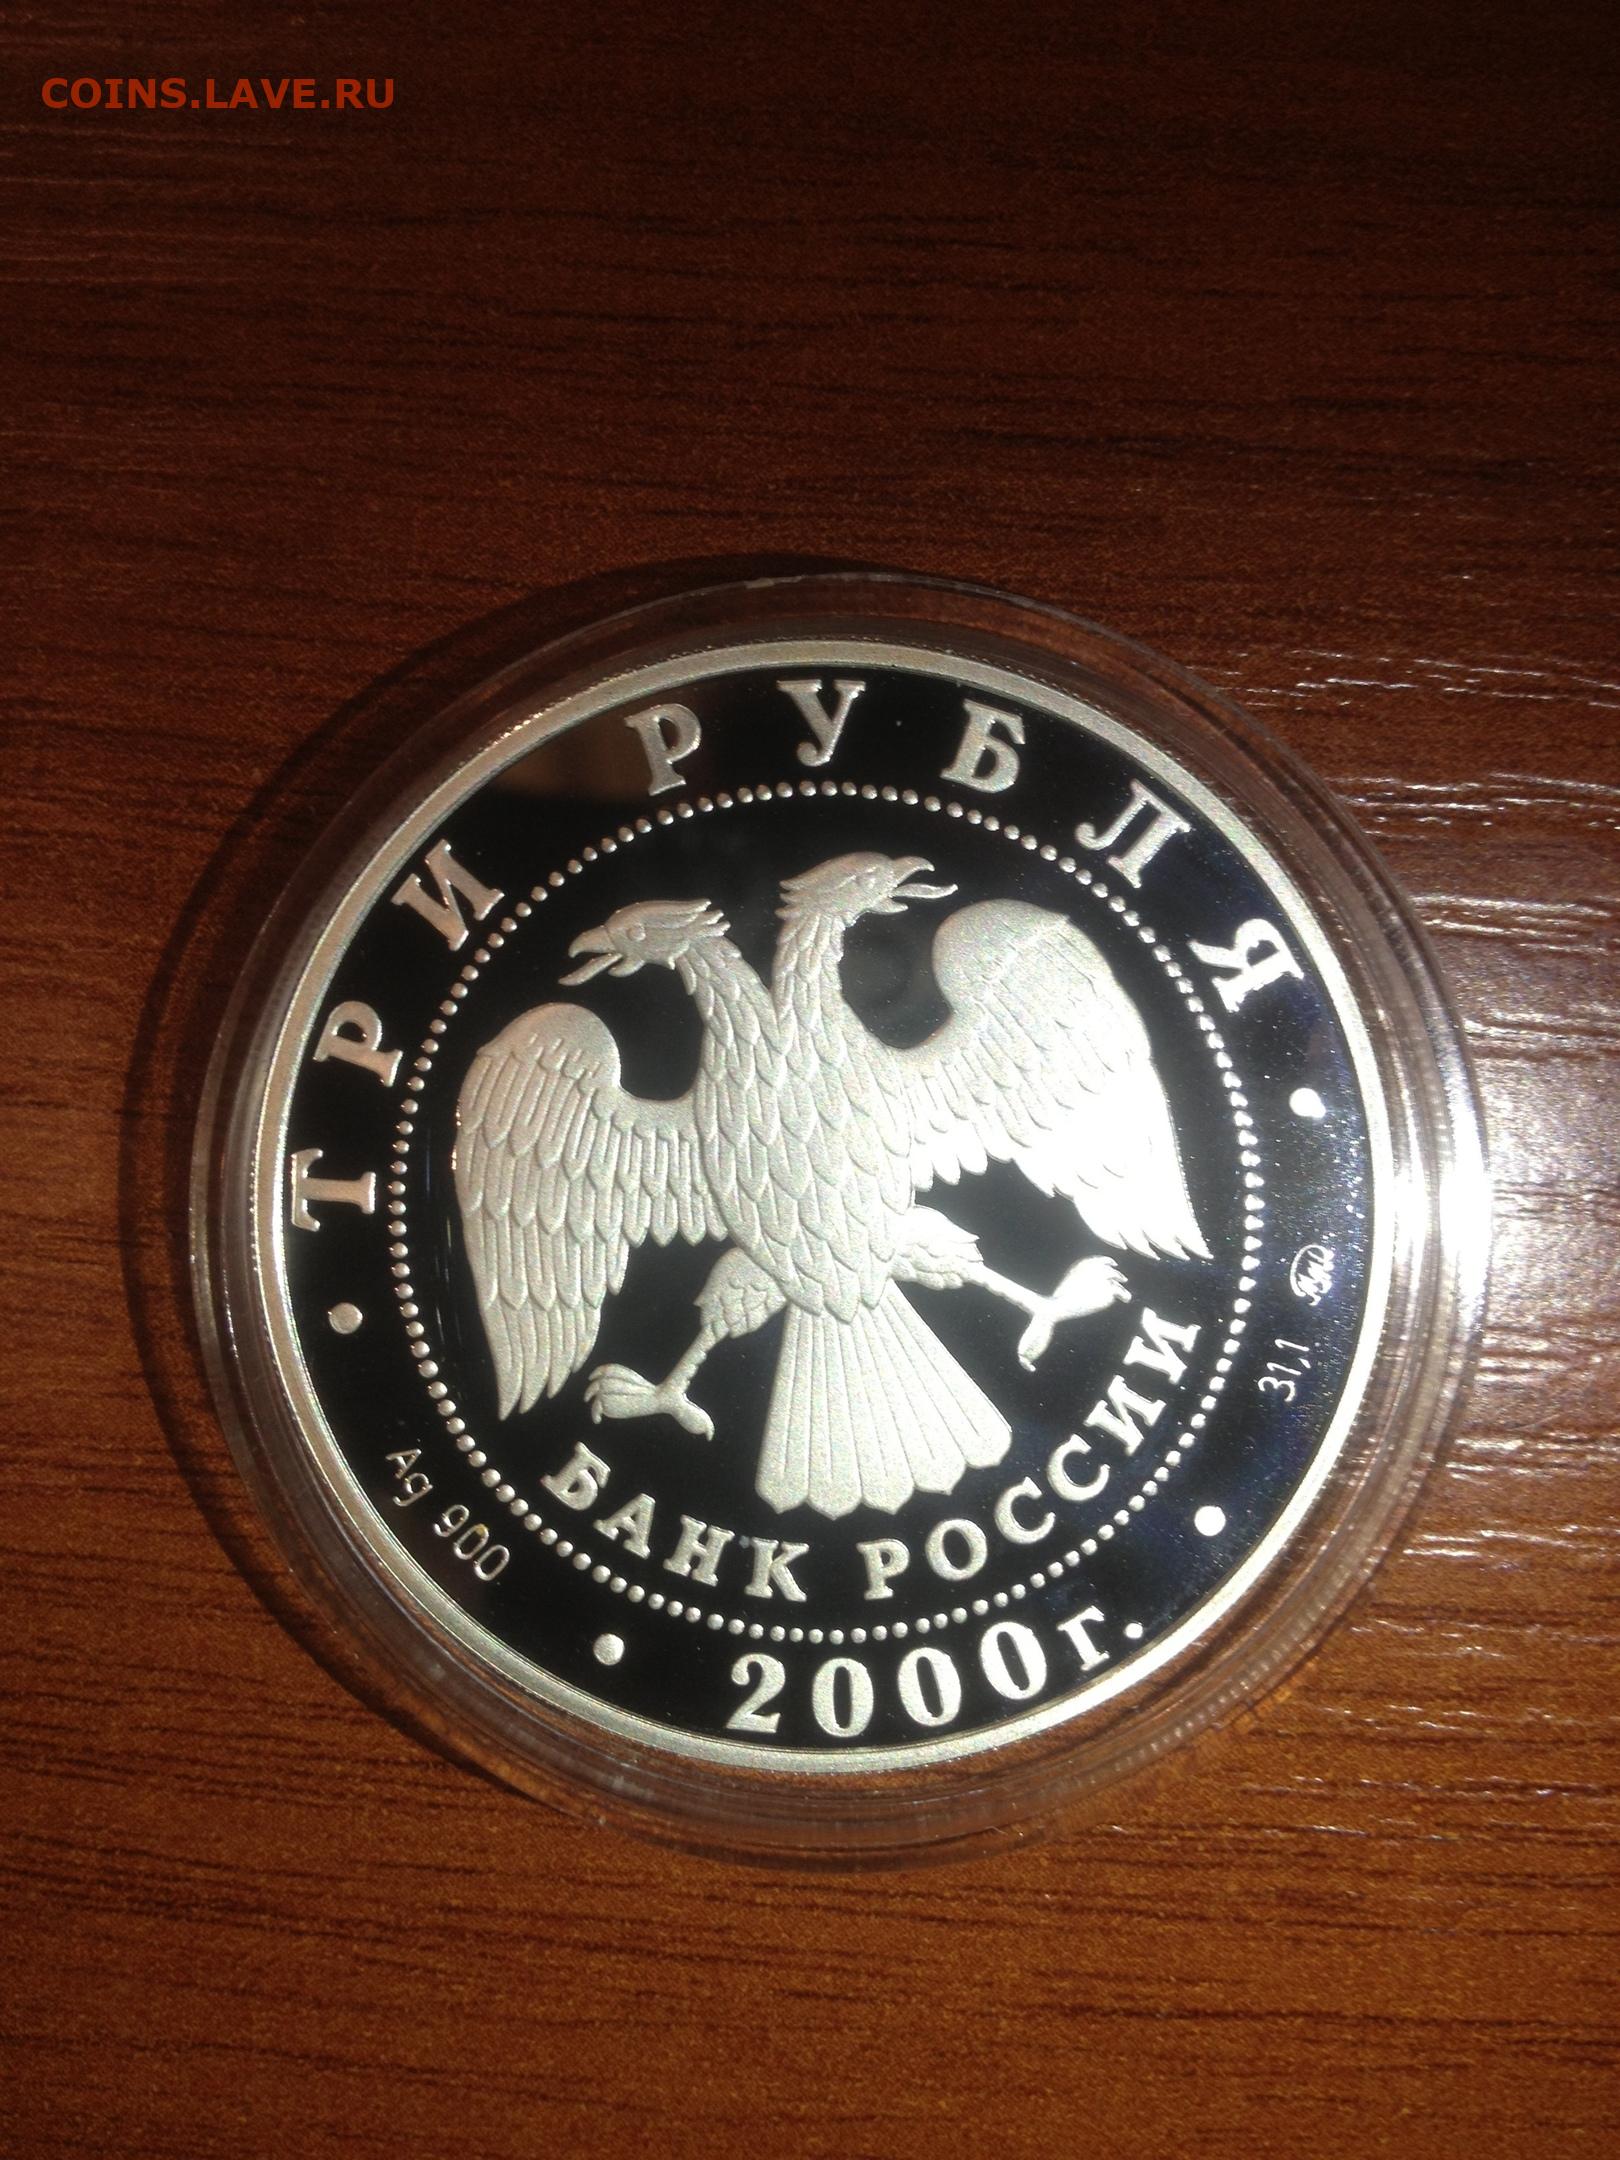 COINS.LAVE.RU
• ТРИ РУБЛЯ •
БАНК РОССИИ
Ag 900
31,1
• 2000г. •